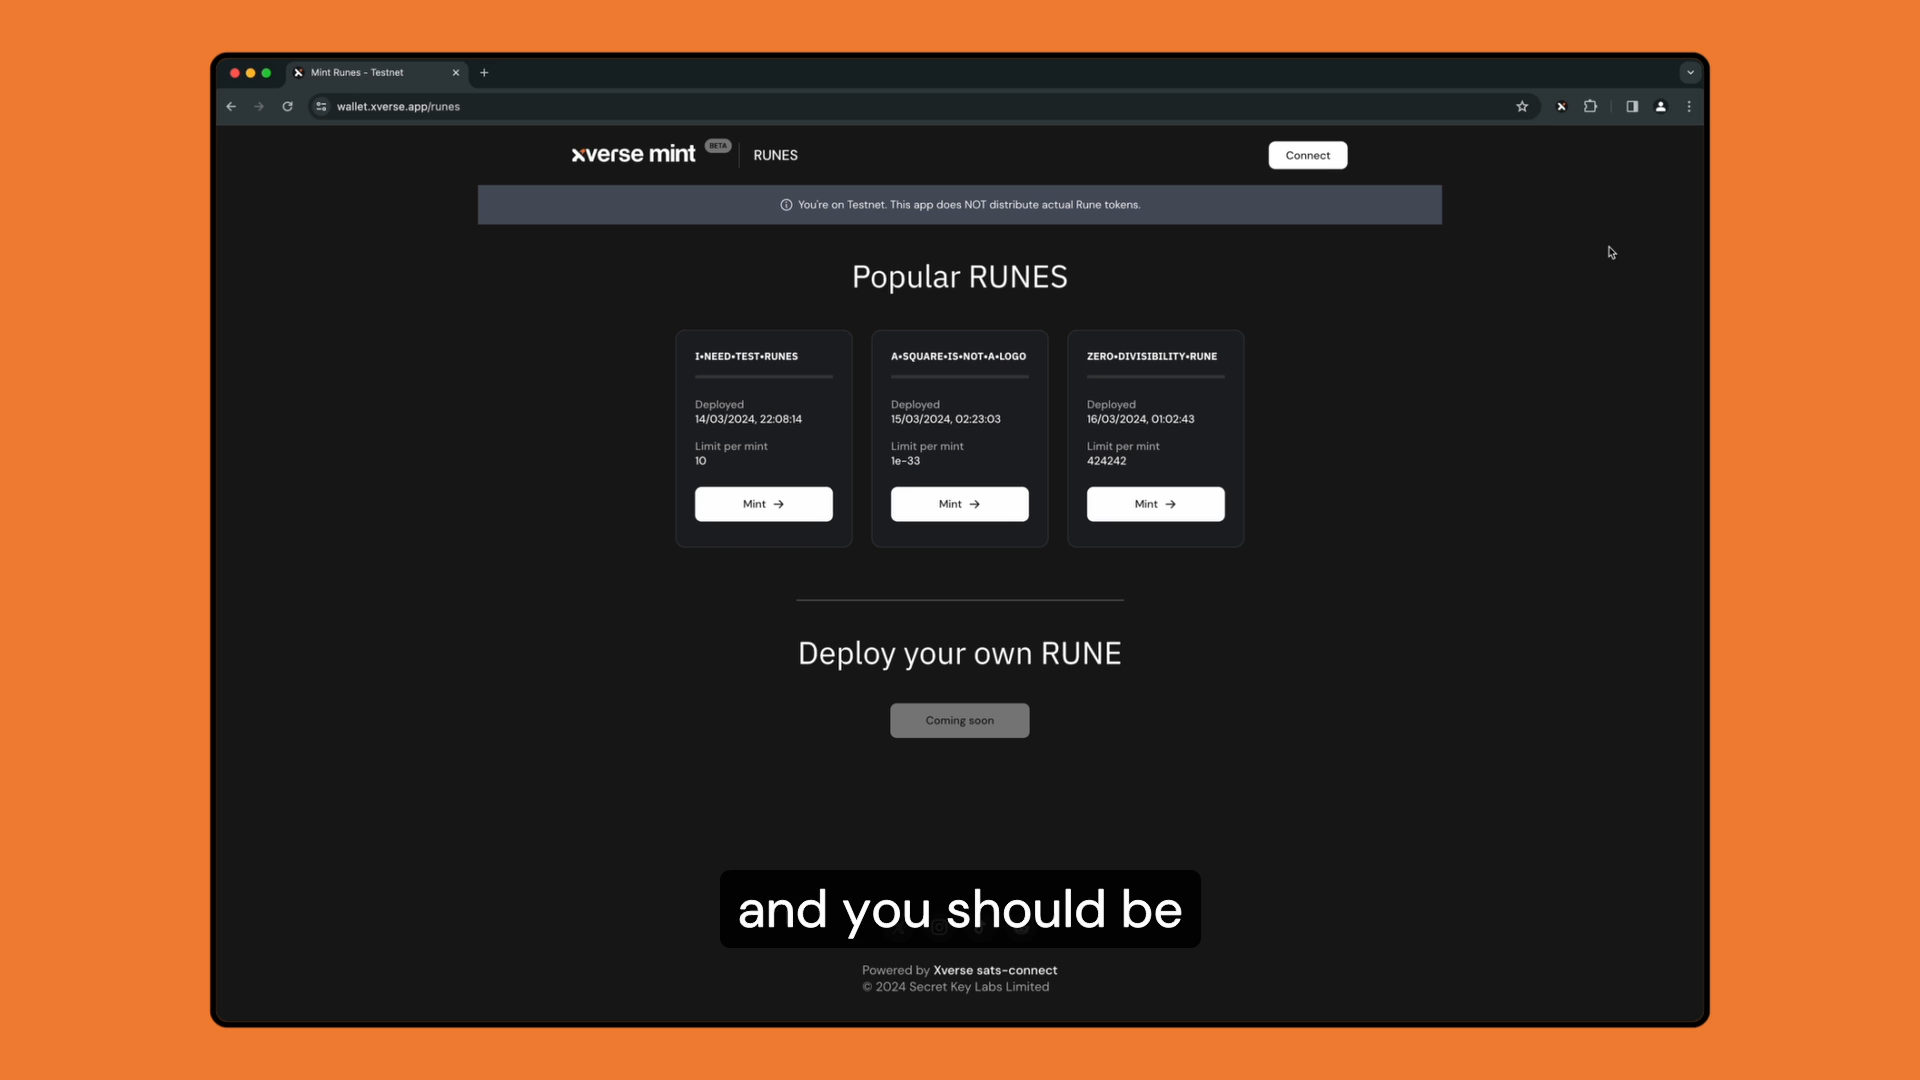 Mint Runes - Testnet
wallet.xverse.app/runes
xverse mint BETA RUNES
Connect
You're on Testnet. This app does NOT distribute actual Rune tokens.
Popular RUNES
I•NEED•TEST•RUNES
Deployed
14/03/2024, 22:08:14
Limit per mint
10
Mint →
A•SQUARE•IS•NOT•A•LOGO
Deployed
15/03/2024, 02:23:03
Limit per mint
1e-33
Mint →
ZERO•DIVISIBILITY•RUNE
Deployed
16/03/2024, 01:02:43
Limit per mint
424242
Mint →
Deploy your own RUNE
Coming soon
and you should be
Powered by Xverse sats-connect
© 2024 Secret Key Labs Limited